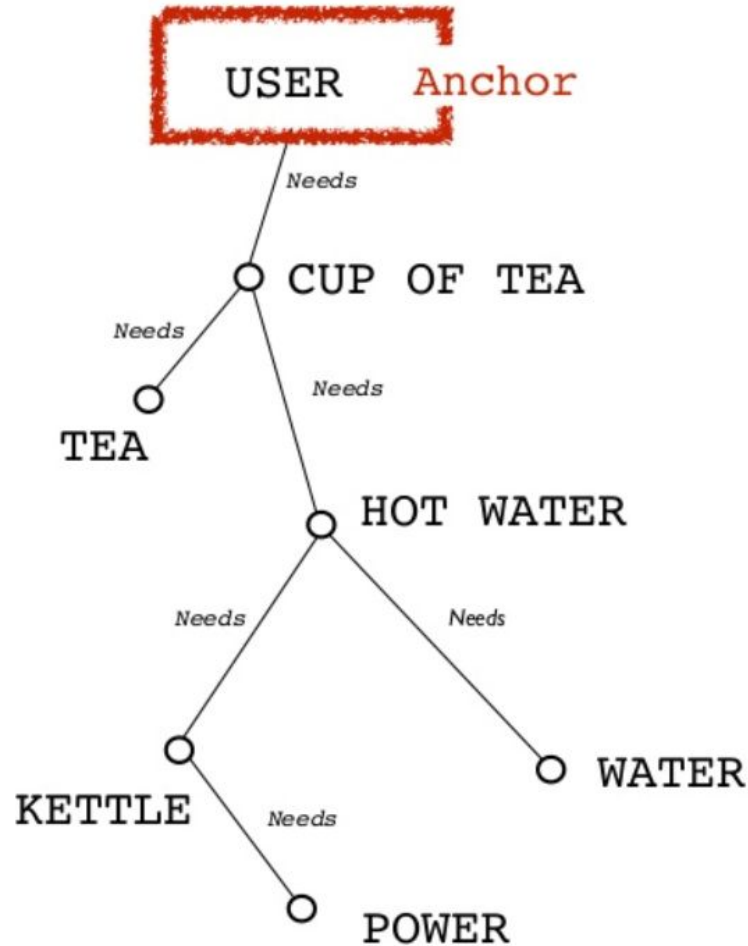 USER Anchor
Needs
CUP OF TEA
Needs
Needs
TEA
HOT WATER
Needs Needs
WATER
KETTLE
Needs
POWER